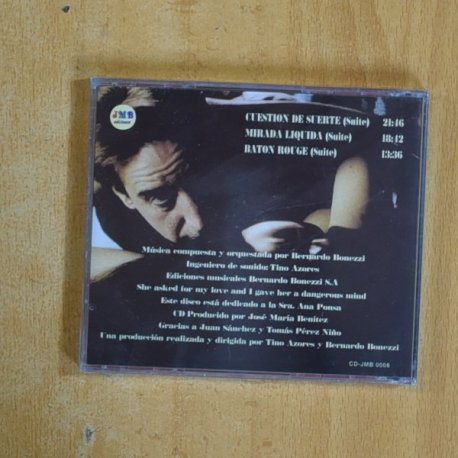 JMB
CUESTION DE SUERTE (Suite) 21:46
MIRADA LIQUIDA (Suite) 18:42
BATON ROUGE (Suite) 13:36
Música compuesta y orquestada por Bernardo Bonezzi
Ingeniero de sonido: Tino Azores
Ediciones musicales Bernardo Bonezzi S.A
She asked for my love and I gave her a dangerous mind
Este disco está dedicado a la Sra. Ana Pousa
CD Producido por José María Benítez
Gracias a Juan Sánchez y Tomás Pérez Niño
Una producción realizada y dirigida por Tino Azores y Bernardo Bonezzi
CD-JMB 0008